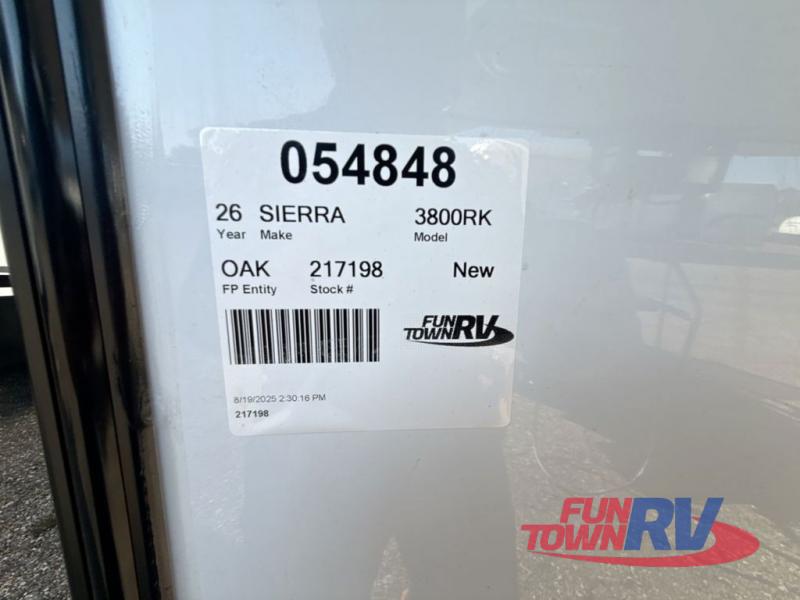 054848
26 SIERRA 3800RK
Year Make Model
OAK 217198 New
FP Entity Stock #
FUN TOWN RV
8/19/2025 2:30:16 PM
217198
FUN TOWN RV